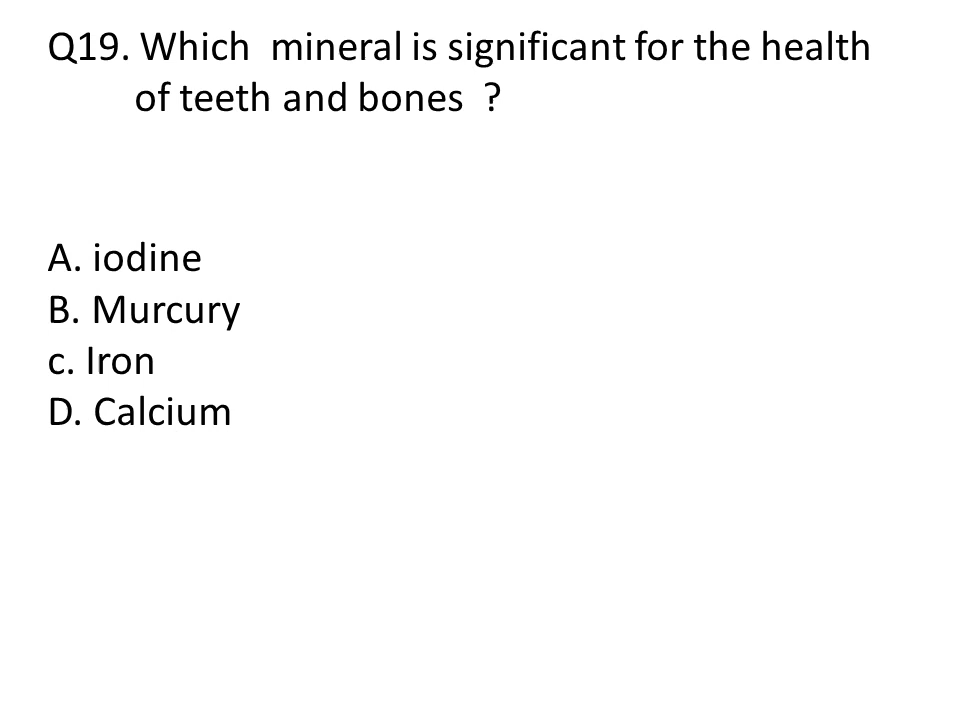 Q19. Which  mineral is significant for the health
of teeth and bones  ?
A. iodine
B. Murcury
c. Iron
D. Calcium